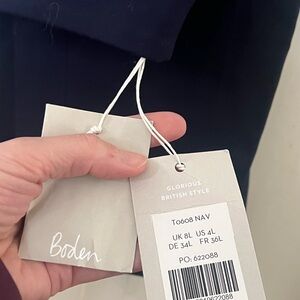 Boden
GLORIOUS
BRITISH STYLE
T0608 NAV
UK 8L US 4L
DE 34L FR 36L
PO: 622088